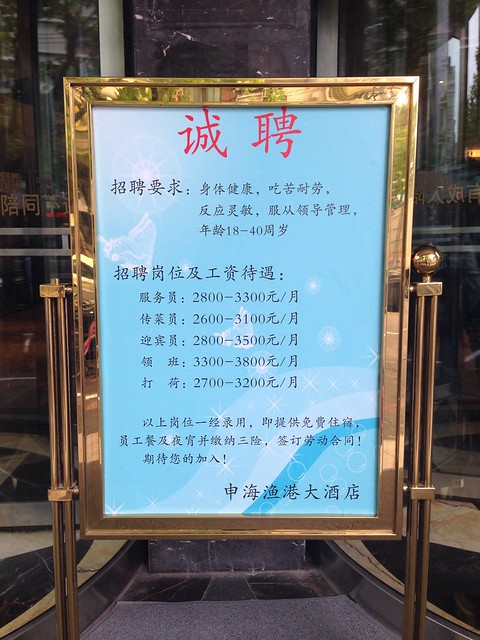 诚聘
招聘要求：身体健康，吃苦耐劳，
反应灵敏，服从领导管理，
年龄18-40周岁
招聘岗位及工资待遇：
服务员：2800-3300元/月
传菜员：2600-3100元/月
迎宾员：2800-3500元/月
领 班：3300-3800元/月
打 荷：2700-3200元/月
以上岗位一经录用，即提供免费住宿，
员工餐及夜宵并缴纳三险，签订劳动合同！
期待您的加入！
申海渔港大酒店
陪同